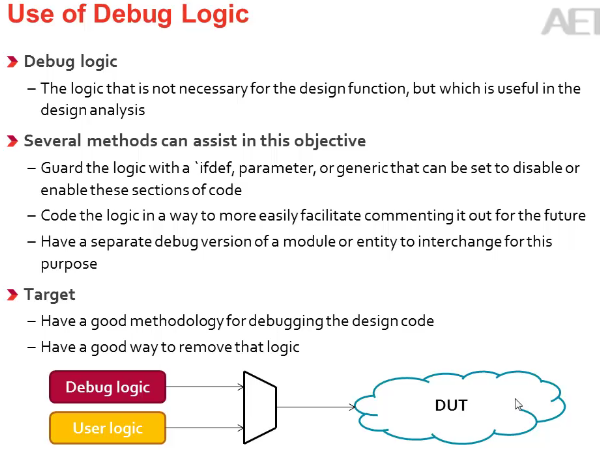 Use of Debug Logic
AET
Debug logic
– The logic that is not necessary for the design function, but which is useful in the
design analysis
Several methods can assist in this objective
– Guard the logic with a `ifdef, parameter, or generic that can be set to disable or
enable these sections of code
– Code the logic in a way to more easily facilitate commenting it out for the future
– Have a separate debug version of a module or entity to interchange for this
purpose
Target
– Have a good methodology for debugging the design code
– Have a good way to remove that logic
Debug logic
User logic
DUT